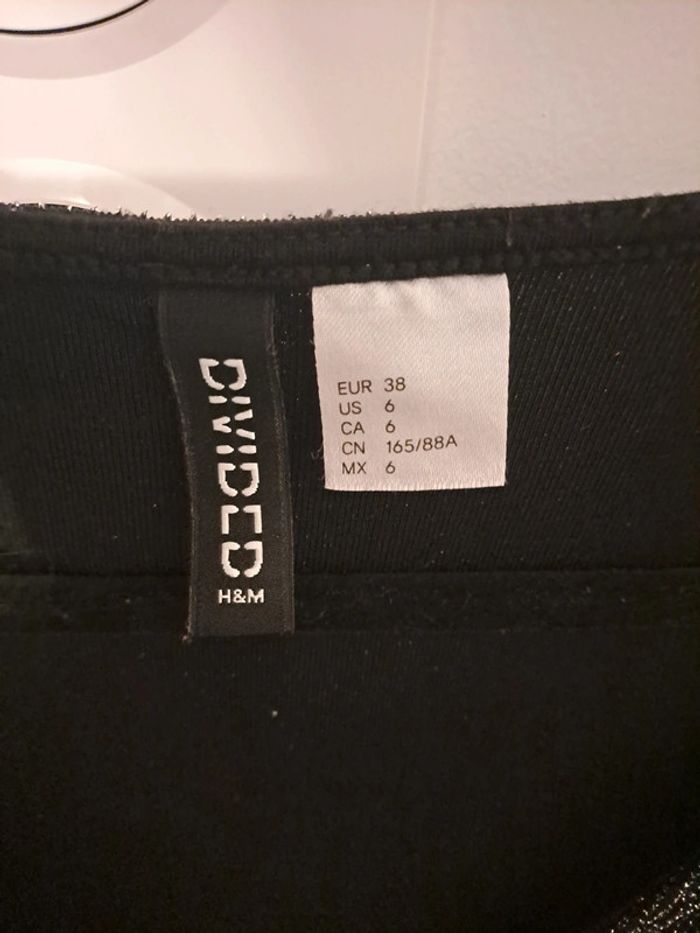 DIVIDED
H&M
EUR 38
US 6
CA 6
CN 165/88A
MX 6